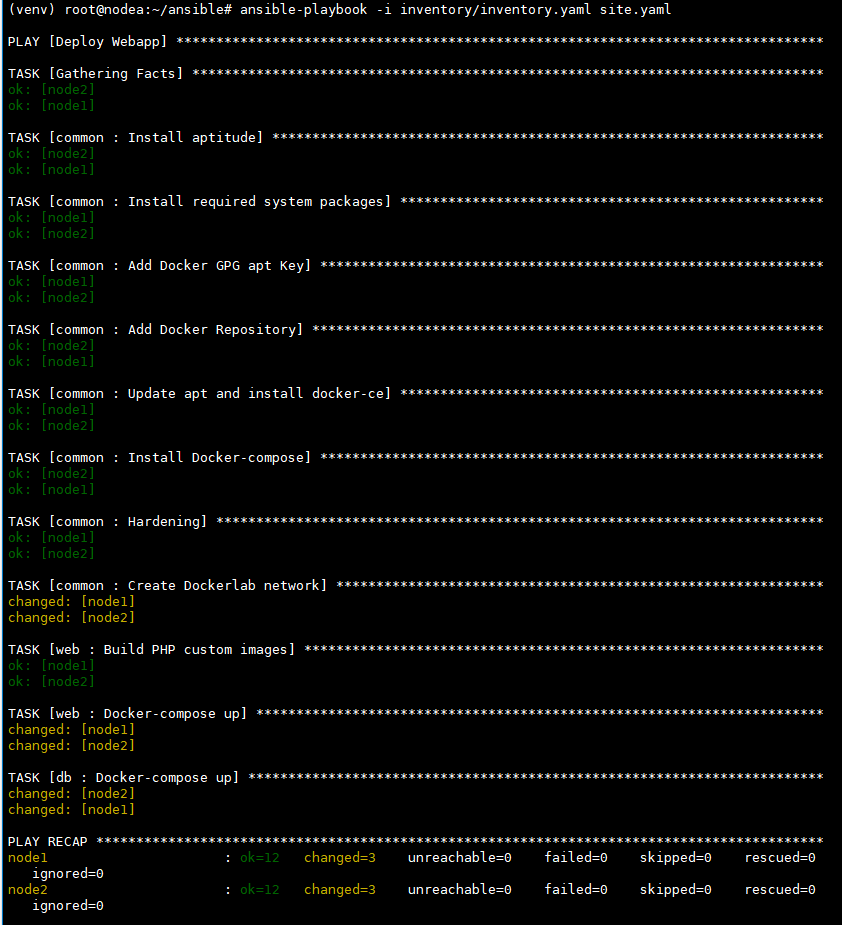 (venv) root@nodea:~/ansible# ansible-playbook -i inventory/inventory.yaml site.yaml
PLAY [Deploy Webapp] *********************************************************************************
TASK [Gathering Facts] *******************************************************************************
ok: [node2]
ok: [node1]
TASK [common : Install aptitude] *********************************************************************
ok: [node2]
ok: [node1]
TASK [common : Install required system packages] *****************************************************
ok: [node1]
ok: [node2]
TASK [common : Add Docker GPG apt Key] ***************************************************************
ok: [node1]
ok: [node2]
TASK [common : Add Docker Repository] ****************************************************************
ok: [node2]
ok: [node1]
TASK [common : Update apt and install docker-ce] *****************************************************
ok: [node1]
ok: [node2]
TASK [common : Install Docker-compose] ***************************************************************
ok: [node2]
ok: [node1]
TASK [common : Hardening] ****************************************************************************
ok: [node1]
ok: [node2]
TASK [common : Create Dockerlab network] *************************************************************
changed: [node1]
changed: [node2]
TASK [web : Build PHP custom images] *****************************************************************
ok: [node1]
ok: [node2]
TASK [web : Docker-compose up] ***********************************************************************
changed: [node1]
changed: [node2]
TASK [db : Docker-compose up] ************************************************************************
changed: [node2]
changed: [node1]
PLAY RECAP *******************************************************************************************
node1                      : ok=12   changed=3    unreachable=0    failed=0    skipped=0    rescued=0
   ignored=0
node2                      : ok=12   changed=3    unreachable=0    failed=0    skipped=0    rescued=0
   ignored=0